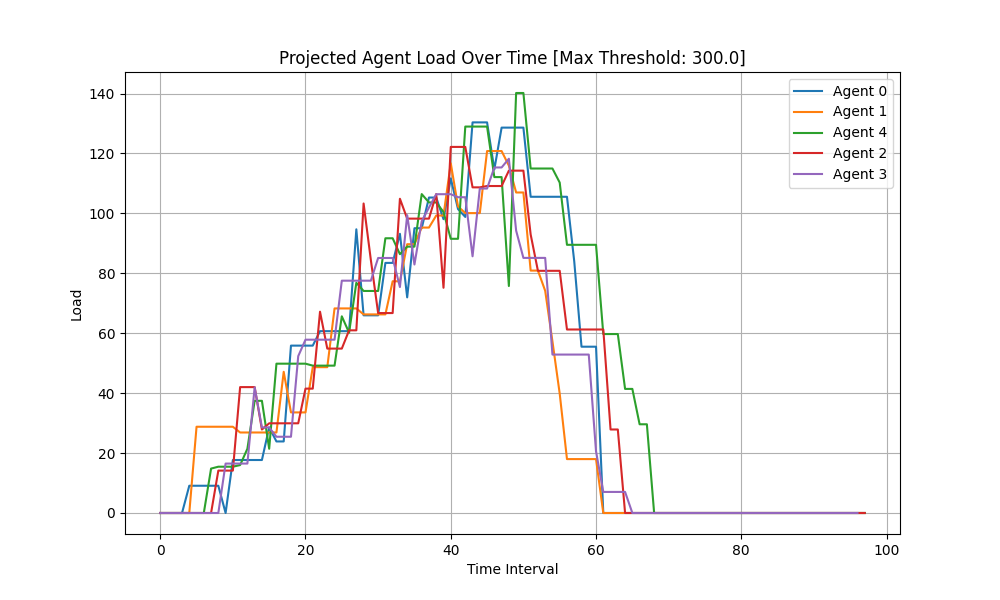 Projected Agent Load Over Time [Max Threshold: 300.0]
Agent 0
Agent 1
Agent 4
Agent 2
Agent 3
Load
140
120
100
80
60
40
20
0
0 20 40 60 80 100
Time Interval